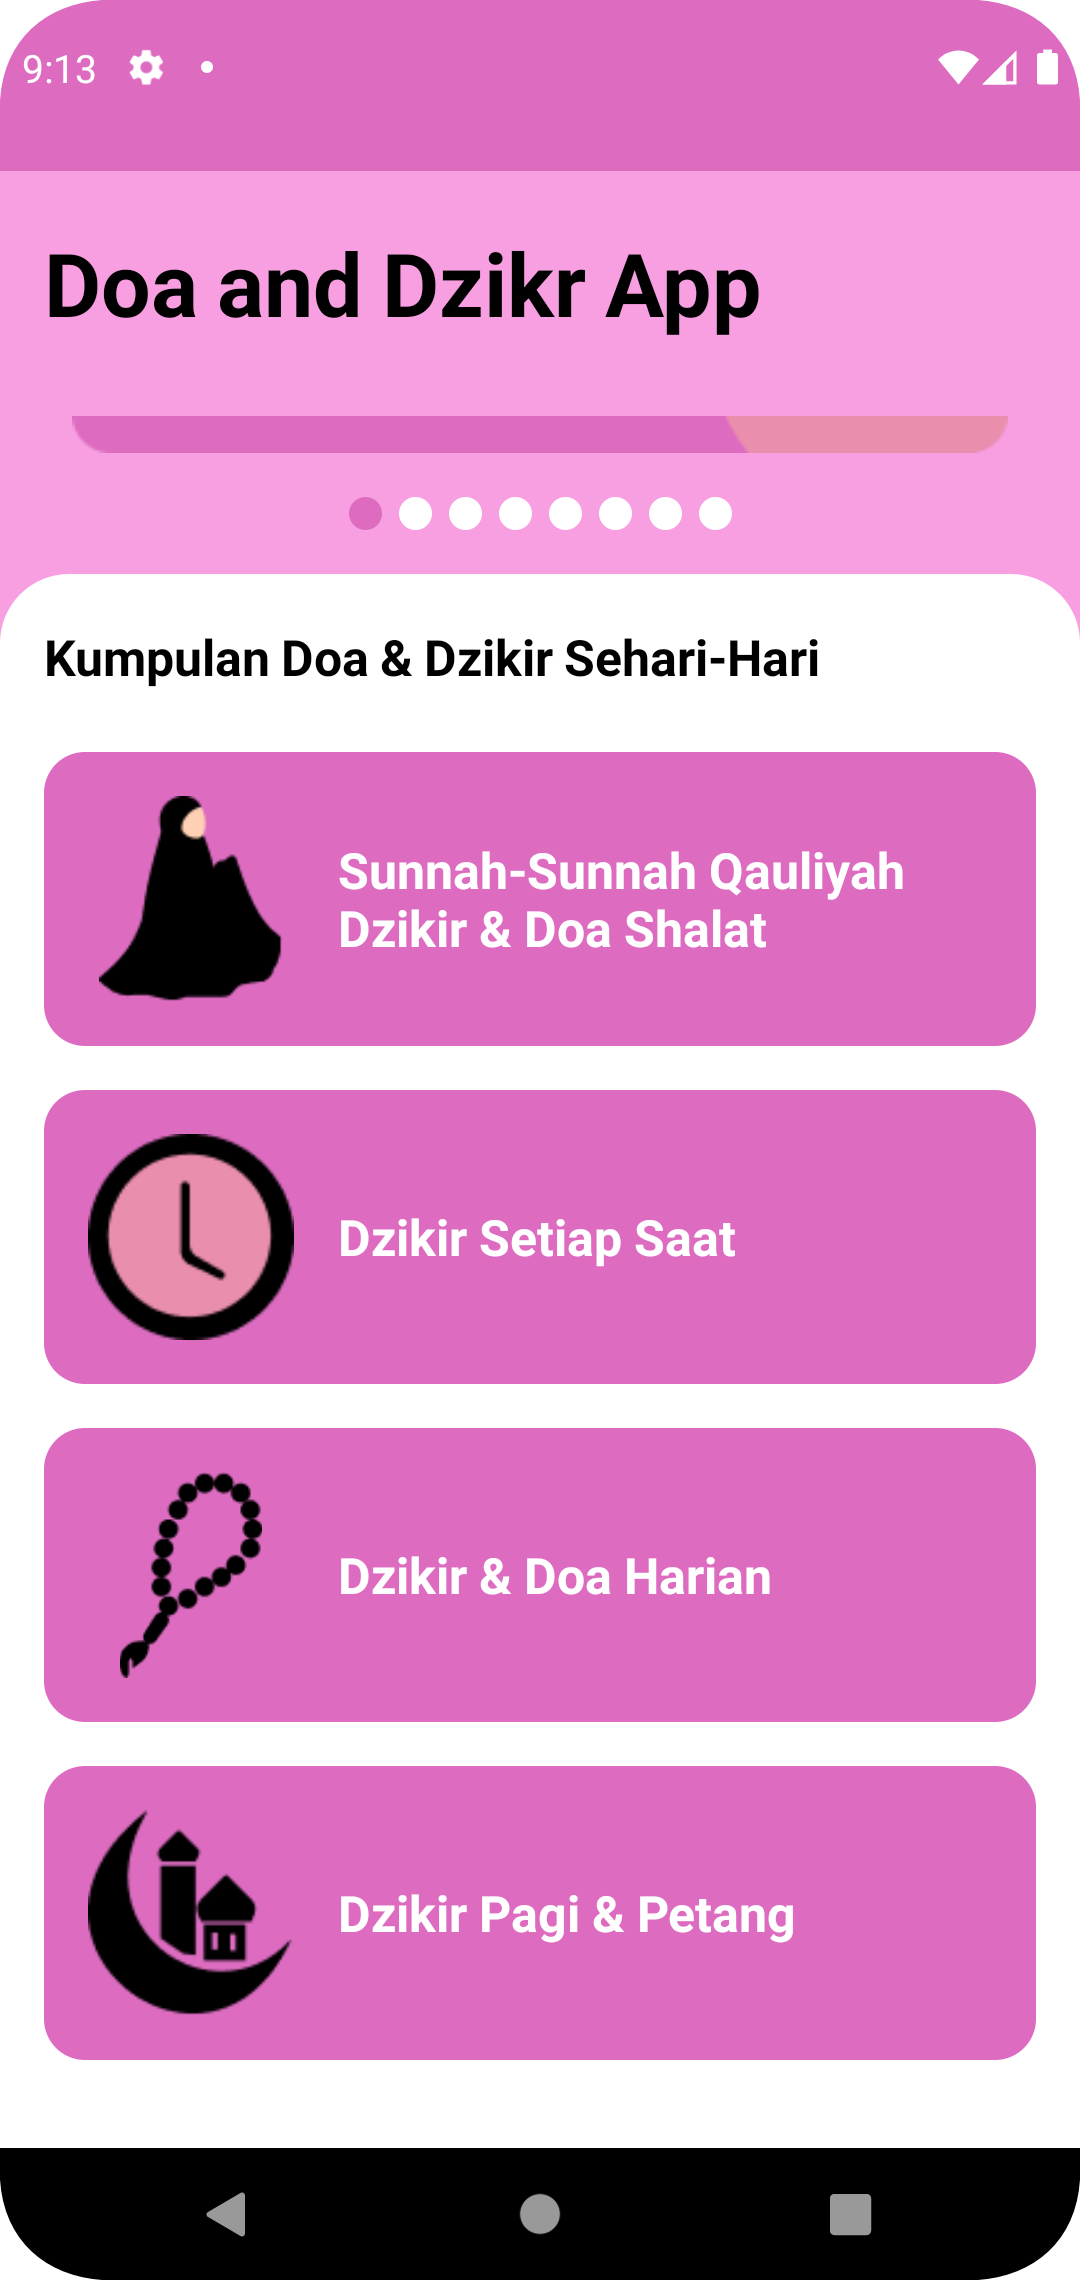 9:13
Doa and Dzikr App
Kumpulan Doa & Dzikir Sehari-Hari
Sunnah-Sunnah Qauliyah
Dzikir & Doa Shalat
Dzikir Setiap Saat
Dzikir & Doa Harian
Dzikir Pagi & Petang